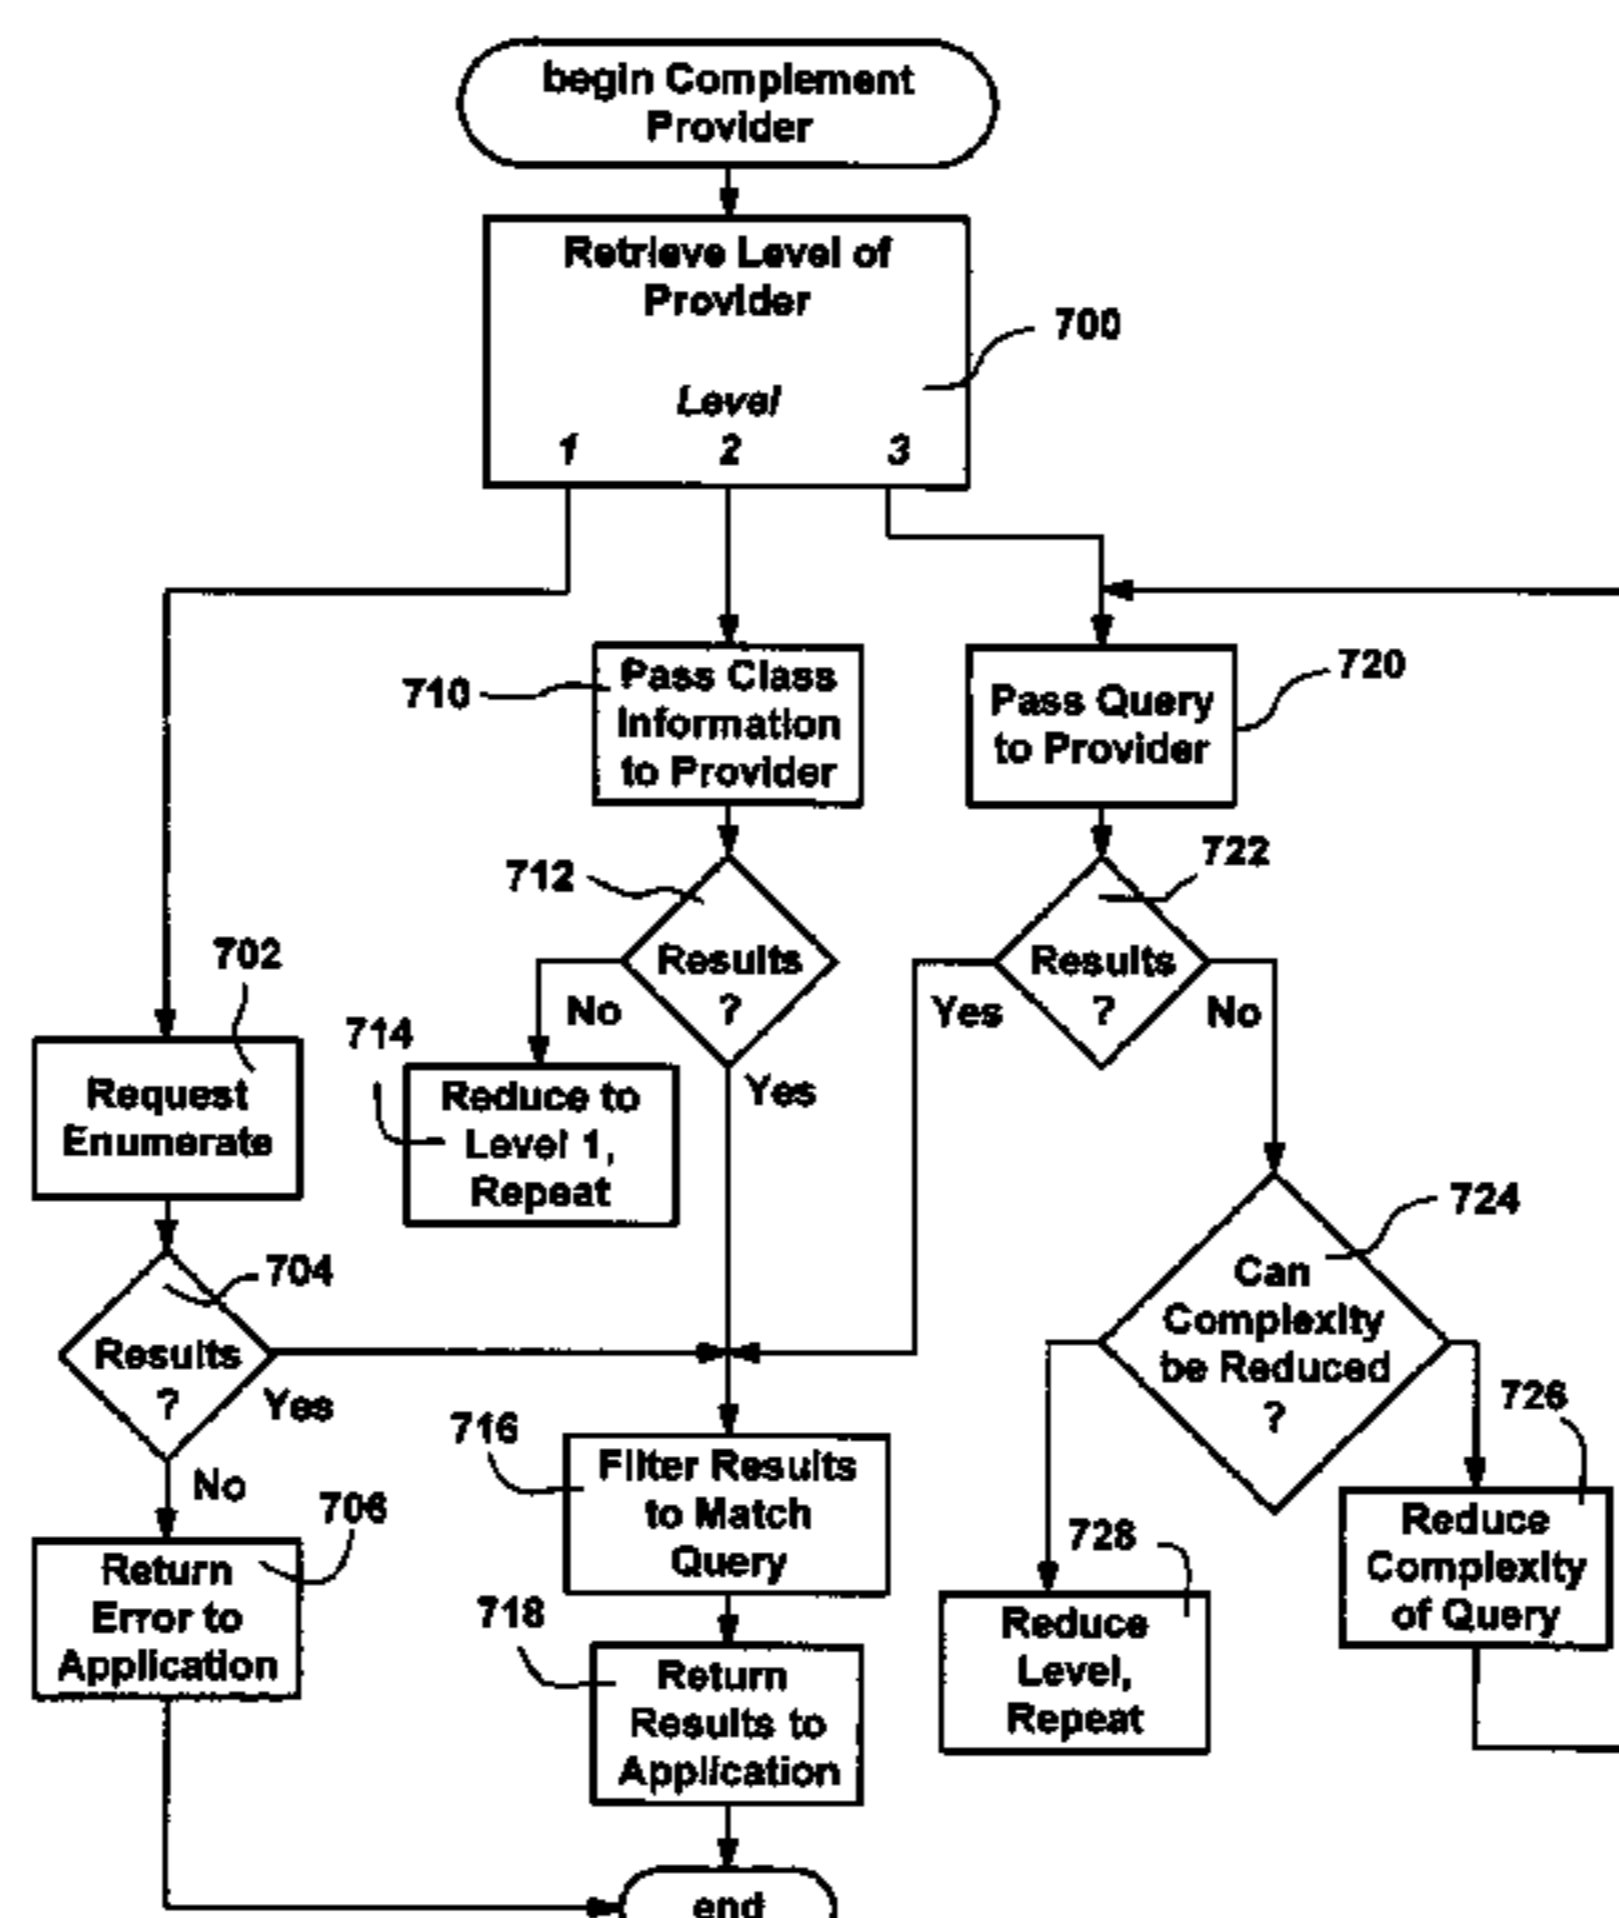 begin Complement
Provider
Retrieve Level of
Provider
700
Level
1 2 3
710
Pass Class
Information
to Provider
720
Pass Query
to Provider
712
Results
?
No
Yes
722
Results
?
Yes
No
702
Request
Enumerate
714
Reduce to
Level 1,
Repeat
704
Results
?
Yes
No
724
Can
Complexity
be Reduced
?
706
Return
Error to
Application
716
Filter Results
to Match
Query
726
Reduce
Complexity
of Query
728
Reduce
Level,
Repeat
718
Return
Results to
Application
end